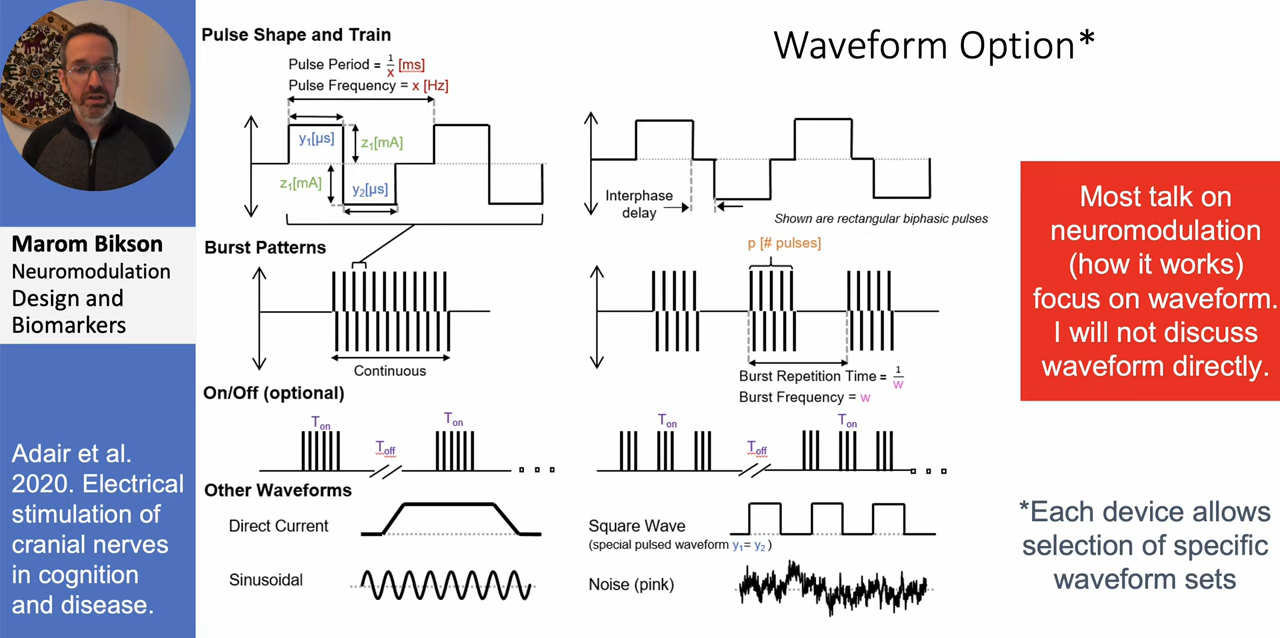 Waveform Option*
Pulse Shape and Train
Pulse Period = 1/x [ms]
Pulse Frequency = x [Hz]
y₁[µs]
z₁[mA]
z₁[mA]
y₂[µs]
Interphase
delay
Shown are rectangular biphasic pulses
Marom Bikson
Neuromodulation
Design and
Biomarkers
Burst Patterns
Continuous
p [# pulses]
Burst Repetition Time = 1/w
Burst Frequency = w
On/Off (optional)
Ton
Toff
Ton
Ton
Toff
Ton
Other Waveforms
Direct Current
Sinusoidal
Square Wave
(special pulsed waveform y₁= y₂ )
Noise (pink)
Adair et al.
2020. Electrical
stimulation of
cranial nerves
in cognition
and disease.
Most talk on
neuromodulation
(how it works)
focus on waveform.
I will not discuss
waveform directly.
*Each device allows
selection of specific
waveform sets